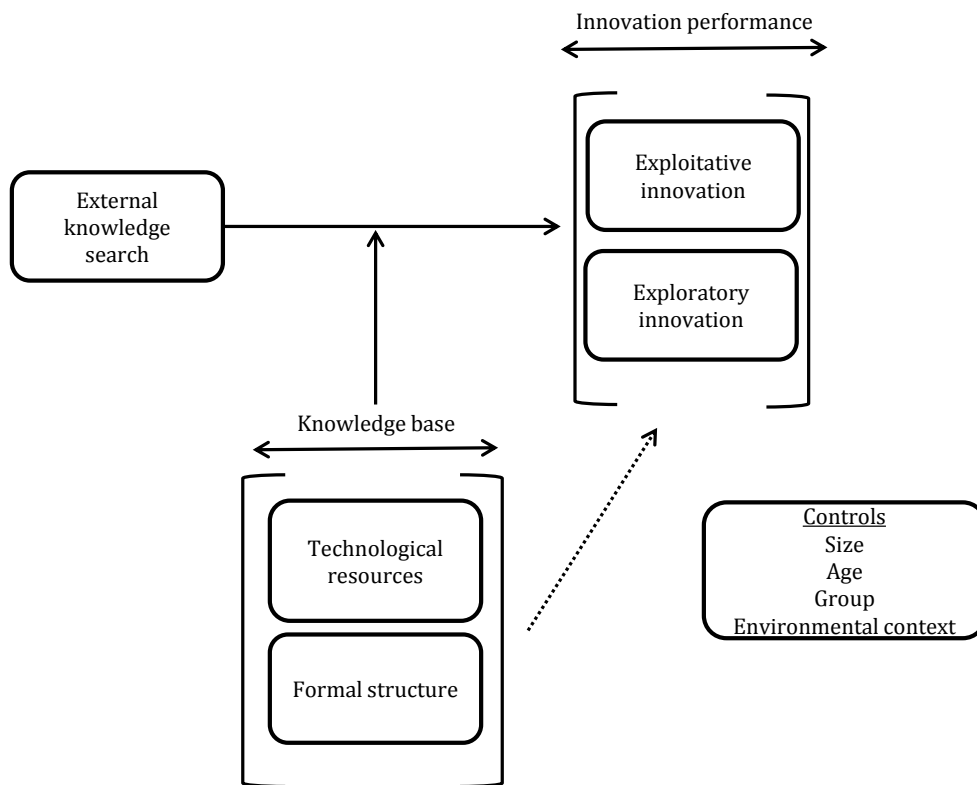 Innovation performance
Exploitative
innovation
External
knowledge
search
Exploratory
innovation
Knowledge base
Technological
resources
Formal structure
Controls
Size
Age
Group
Environmental context